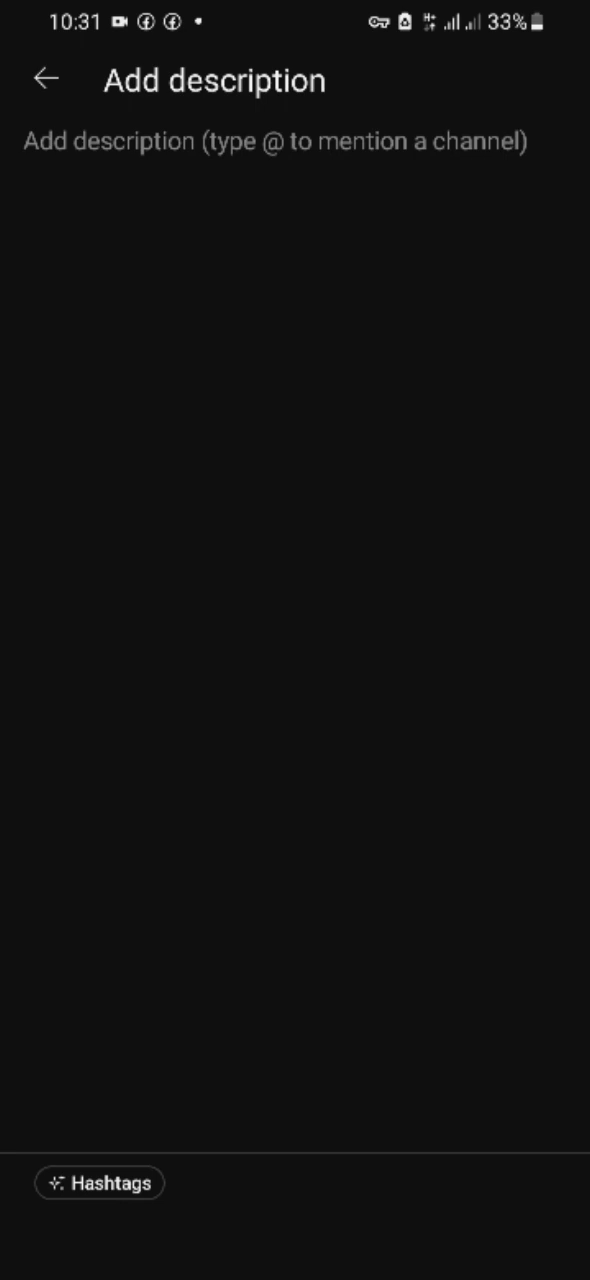 10:31 33%
Add description
Add description (type @ to mention a channel)
Hashtags